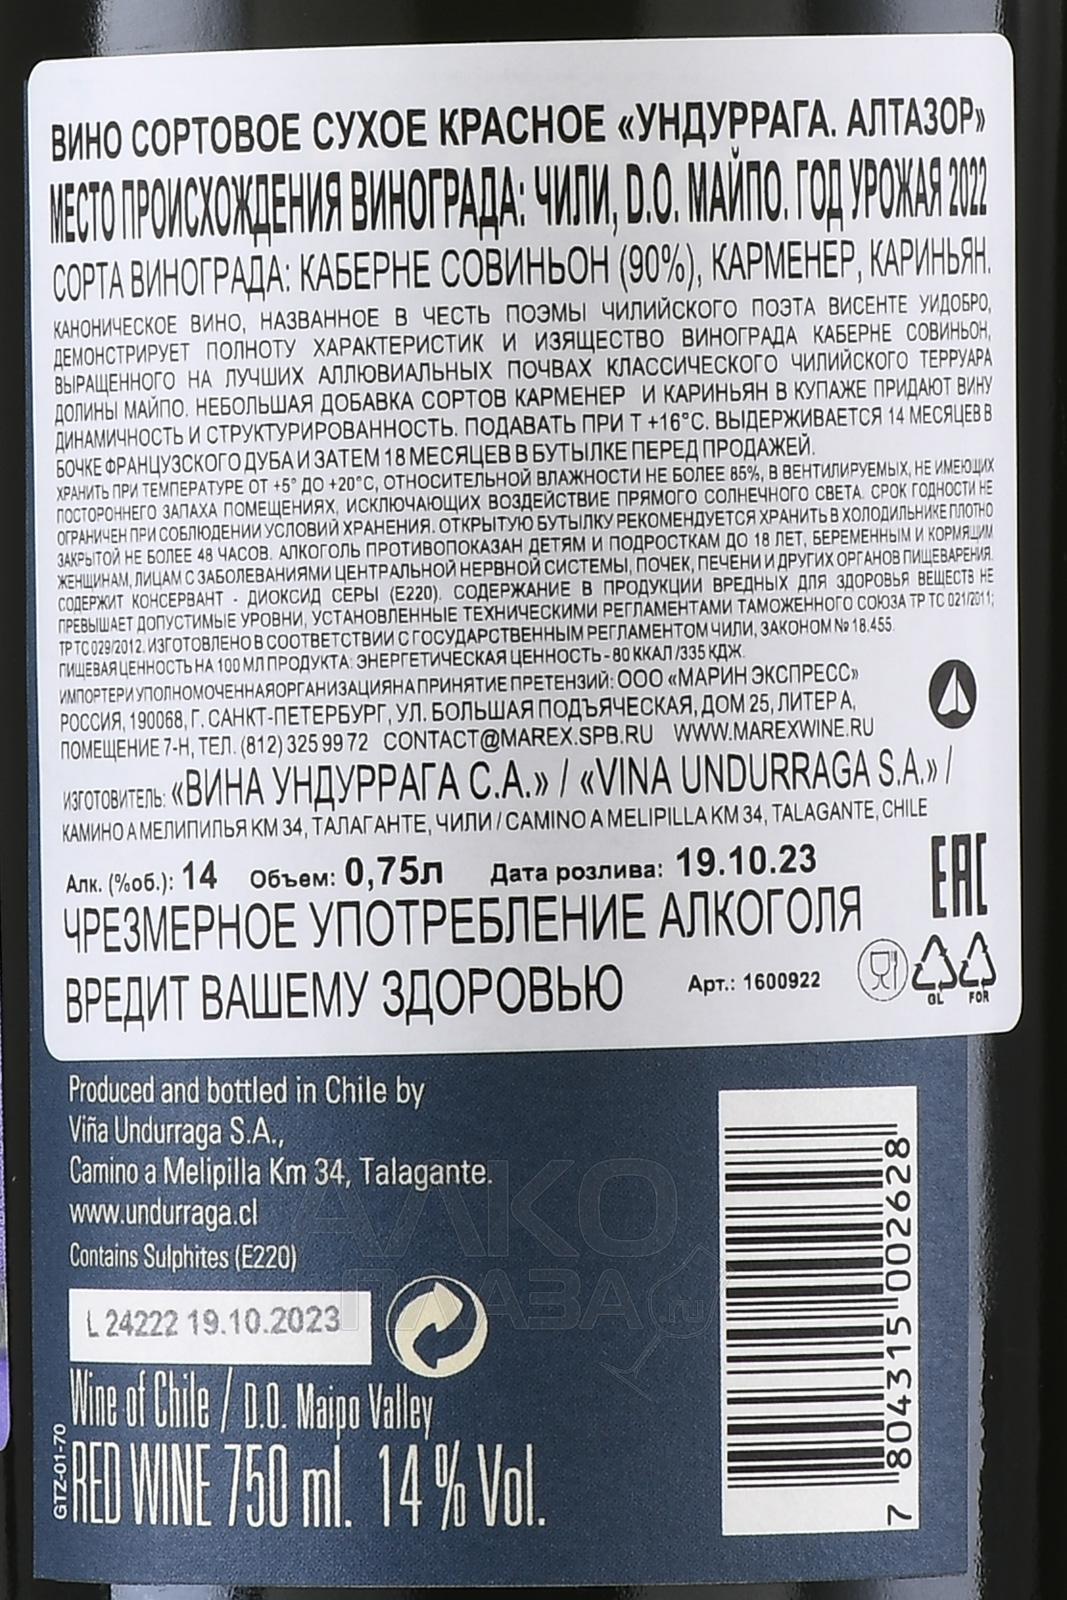 ВИНО СОРТОВОЕ СУХОЕ КРАСНОЕ «УНДУРРАГА. АЛТАЗОР»
МЕСТО ПРОИСХОЖДЕНИЯ ВИНОГРАДА: ЧИЛИ, D.O. МАЙПО. ГОД УРОЖАЯ 2022
СОРТА ВИНОГРАДА: КАБЕРНЕ СОВИНЬОН (90%), КАРМЕНЕР, КАРИНЬЯН.
КАНОНИЧЕСКОЕ ВИНО, НАЗВАННОЕ В ЧЕСТЬ ПОЭМЫ ЧИЛИЙСКОГО ПОЭТА ВИСЕНТЕ УИДОБРО,
ДЕМОНСТРИРУЕТ ПОЛНОТУ ХАРАКТЕРИСТИК И ИЗЯЩЕСТВО ВИНОГРАДА КАБЕРНЕ СОВИНЬОН,
ВЫРАЩЕННОГО НА ЛУЧШИХ АЛЛЮВИАЛЬНЫХ ПОЧВАХ КЛАССИЧЕСКОГО ЧИЛИЙСКОГО ТЕРРУАРА
ДОЛИНЫ МАЙПО. НЕБОЛЬШАЯ ДОБАВКА СОРТОВ КАРМЕНЕР И КАРИНЬЯН В КУПАЖЕ ПРИДАЮТ ВИНУ
ДИНАМИЧНОСТЬ И СТРУКТУРИРОВАННОСТЬ. ПОДАВАТЬ ПРИ Т +16°С. ВЫДЕРЖИВАЕТСЯ 14 МЕСЯЦЕВ В
БОЧКЕ ФРАНЦУЗСКОГО ДУБА И ЗАТЕМ 18 МЕСЯЦЕВ В БУТЫЛКЕ ПЕРЕД ПРОДАЖЕЙ.
ХРАНИТЬ ПРИ ТЕМПЕРАТУРЕ ОТ +5° ДО +20°С, ОТНОСИТЕЛЬНОЙ ВЛАЖНОСТИ НЕ БОЛЕЕ 85%, В ВЕНТИЛИРУЕМЫХ, НЕ ИМЕЮЩИХ
ПОСТОРОННЕГО ЗАПАХА ПОМЕЩЕНИЯХ, ИСКЛЮЧАЮЩИХ ВОЗДЕЙСТВИЕ ПРЯМОГО СОЛНЕЧНОГО СВЕТА. СРОК ГОДНОСТИ НЕ
ОГРАНИЧЕН ПРИ СОБЛЮДЕНИИ УСЛОВИЙ ХРАНЕНИЯ. ОТКРЫТУЮ БУТЫЛКУ РЕКОМЕНДУЕТСЯ ХРАНИТЬ В ХОЛОДИЛЬНИКЕ ПЛОТНО
ЗАКРЫТОЙ НЕ БОЛЕЕ 48 ЧАСОВ. АЛКОГОЛЬ ПРОТИВОПОКАЗАН ДЕТЯМ И ПОДРОСТКАМ ДО 18 ЛЕТ, БЕРЕМЕННЫМ И КОРМЯЩИМ
ЖЕНЩИНАМ, ЛИЦАМ С ЗАБОЛЕВАНИЯМИ ЦЕНТРАЛЬНОЙ НЕРВНОЙ СИСТЕМЫ, ПОЧЕК, ПЕЧЕНИ И ДРУГИХ ОРГАНОВ ПИЩЕВАРЕНИЯ.
СОДЕРЖИТ КОНСЕРВАНТ - ДИОКСИД СЕРЫ (Е220). СОДЕРЖАНИЕ В ПРОДУКЦИИ ВРЕДНЫХ ДЛЯ ЗДОРОВЬЯ ВЕЩЕСТВ НЕ
ПРЕВЫШАЕТ ДОПУСТИМЫЕ УРОВНИ, УСТАНОВЛЕННЫЕ ТЕХНИЧЕСКИМИ РЕГЛАМЕНТАМИ ТАМОЖЕННОГО СОЮЗА ТР ТС 021/2011;
ТР ТС 029/2012. ИЗГОТОВЛЕНО В СООТВЕТСТВИИ С ГОСУДАРСТВЕННЫМ РЕГЛАМЕНТОМ ЧИЛИ, ЗАКОНОМ № 18.455.
ПИЩЕВАЯ ЦЕННОСТЬ НА 100 МЛ ПРОДУКТА: ЭНЕРГЕТИЧЕСКАЯ ЦЕННОСТЬ - 80 ККАЛ /335 КДЖ.
ИМПОРТЕР И УПОЛНОМОЧЕННАЯ ОРГАНИЗАЦИЯ НА ПРИНЯТИЕ ПРЕТЕНЗИЙ: ООО «МАРИН ЭКСПРЕСС»
РОССИЯ, 190068, Г. САНКТ-ПЕТЕРБУРГ, УЛ. БОЛЬШАЯ ПОДЪЯЧЕСКАЯ, ДОМ 25, ЛИТЕР А,
ПОМЕЩЕНИЕ 7-Н, ТЕЛ. (812) 325 99 72 CONTACT@MAREX.SPB.RU WWW.MAREXWINE.RU
ИЗГОТОВИТЕЛЬ: «ВИНА УНДУРРАГА С.А.» / «VINA UNDURRAGA S.A.» /
КАМИНО А МЕЛИПИЛЬЯ КМ 34, ТАЛАГАНТЕ, ЧИЛИ / CAMINO A MELIPILLA KM 34, TALAGANTE, CHILE
Алк. (%об.): 14 Объем: 0,75л Дата розлива: 19.10.23
EAC
ЧРЕЗМЕРНОЕ УПОТРЕБЛЕНИЕ АЛКОГОЛЯ
ВРЕДИТ ВАШЕМУ ЗДОРОВЬЮ
Арт.: 1600922
GL FOR
Produced and bottled in Chile by
Viña Undurraga S.A.,
Camino a Melipilla Km 34, Talagante.
www.undurraga.cl
Contains Sulphites (E220)
L 24222 19.10.2023
Wine of Chile / D.O. Maipo Valley
RED WINE 750 ml. 14 % Vol.
GTZ-01-70
7 804315 002628
АЛКО
ПЛАЗА.ru